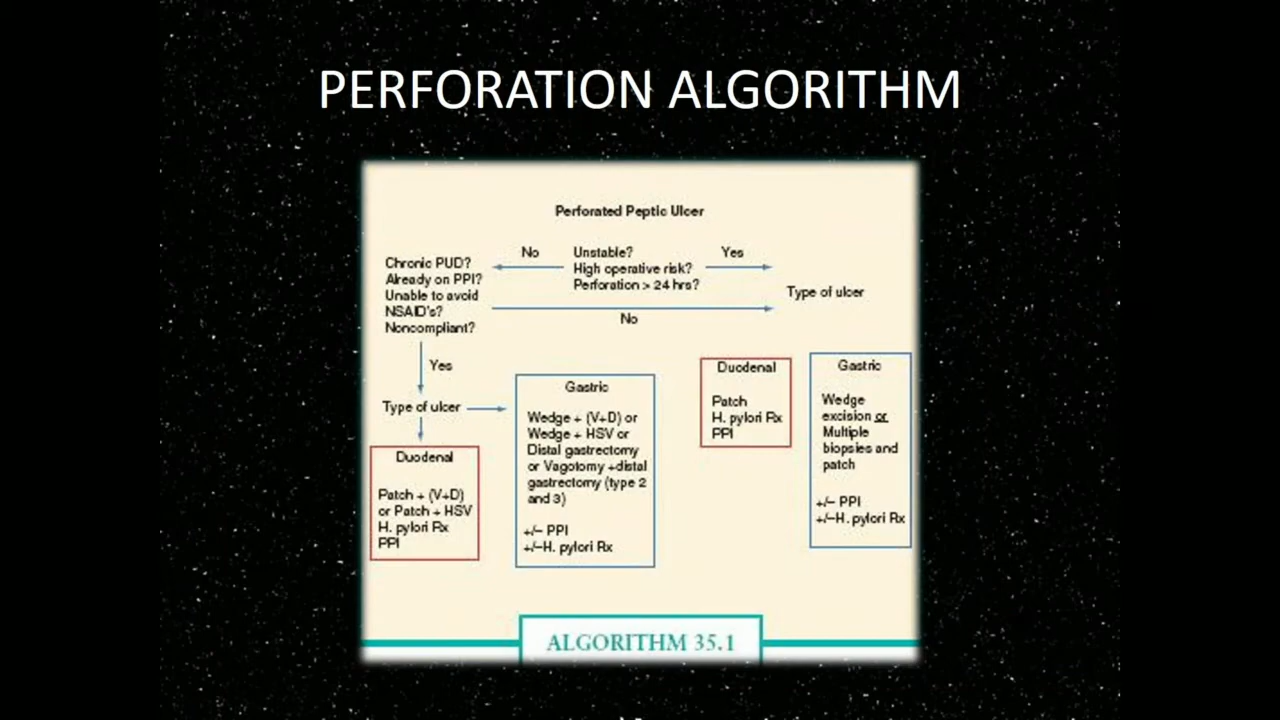 PERFORATION ALGORITHM
Perforated Peptic Ulcer
No
Unstable?
High operative risk?
Perforation > 24 hrs?
Yes
Chronic PUD?
Already on PPI?
Unable to avoid
NSAID's?
Noncompliant?
No
Type of ulcer
Yes
Type of ulcer
Duodenal
Patch + (V+D)
or Patch + HSV
H. pylori Rx
PPI
Gastric
Wedge + (V+D) or
Wedge + HSV or
Distal gastrectomy
or Vagotomy +distal
gastrectomy (type 2
and 3)
+/– PPI
+/–H. pylori Rx
Duodenal
Patch
H. pylori Rx
PPI
Gastric
Wedge
excision or
Multiple
biopsies and
patch
+/– PPI
+/–H. pylori Rx
ALGORITHM 35.1